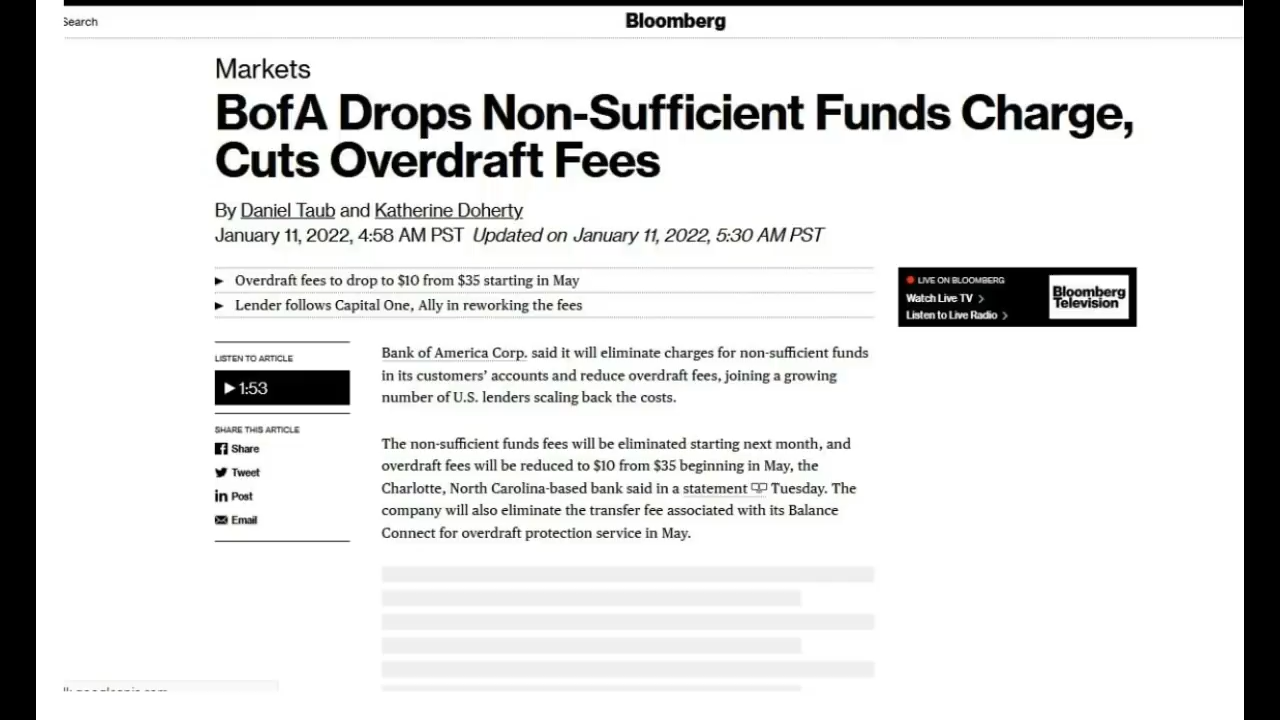 Search
Bloomberg
Markets
BofA Drops Non-Sufficient Funds Charge,
Cuts Overdraft Fees
By Daniel Taub and Katherine Doherty
January 11, 2022, 4:58 AM PST Updated on January 11, 2022, 5:30 AM PST
► Overdraft fees to drop to $10 from $35 starting in May
► Lender follows Capital One, Ally in reworking the fees
LIVE ON BLOOMBERG
Watch Live TV >
Listen to Live Radio >
Bloomberg
Television
LISTEN TO ARTICLE
► 1:53
SHARE THIS ARTICLE
Share
Tweet
Post
Email
Bank of America Corp. said it will eliminate charges for non-sufficient funds
in its customers’ accounts and reduce overdraft fees, joining a growing
number of U.S. lenders scaling back the costs.
The non-sufficient funds fees will be eliminated starting next month, and
overdraft fees will be reduced to $10 from $35 beginning in May, the
Charlotte, North Carolina-based bank said in a statement Tuesday. The
company will also eliminate the transfer fee associated with its Balance
Connect for overdraft protection service in May.